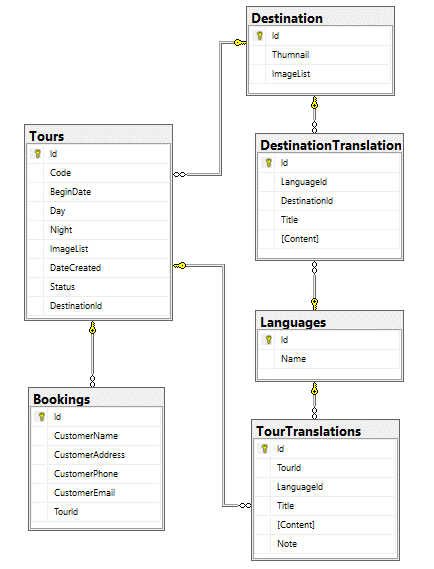 Destination
Id
Thumnail
ImageList
Tours
Id
Code
BeginDate
Day
Night
ImageList
DateCreated
Status
DestinationId
DestinationTranslation
Id
LanguageId
DestinationId
Title
[Content]
Languages
Id
Name
Bookings
Id
CustomerName
CustomerAddress
CustomerPhone
CustomerEmail
TourId
TourTranslations
Id
TourId
LanguageId
Title
[Content]
Note